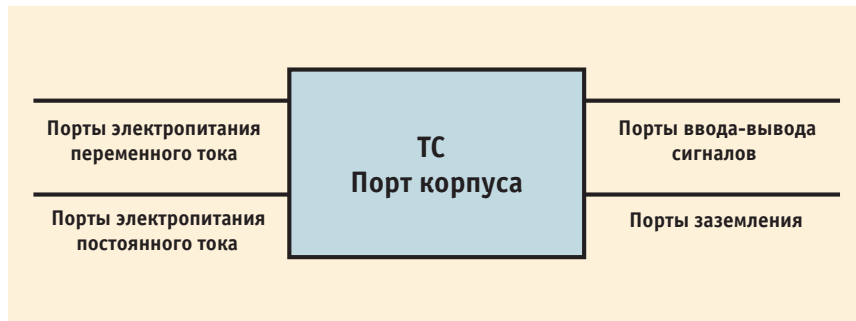 Порты электропитания
переменного тока
Порты электропитания
постоянного тока
ТС
Порт корпуса
Порты ввода-вывода
сигналов
Порты заземления